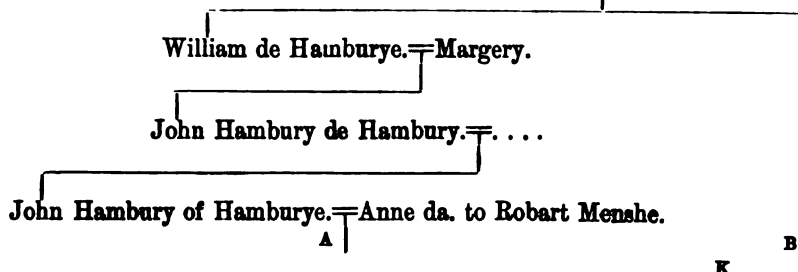 William de Hamburye.=Margery.
John Hambury de Hambury.=. . . .
John Hambury of Hamburye.=Anne da. to Robart Menshe.
A
B
K